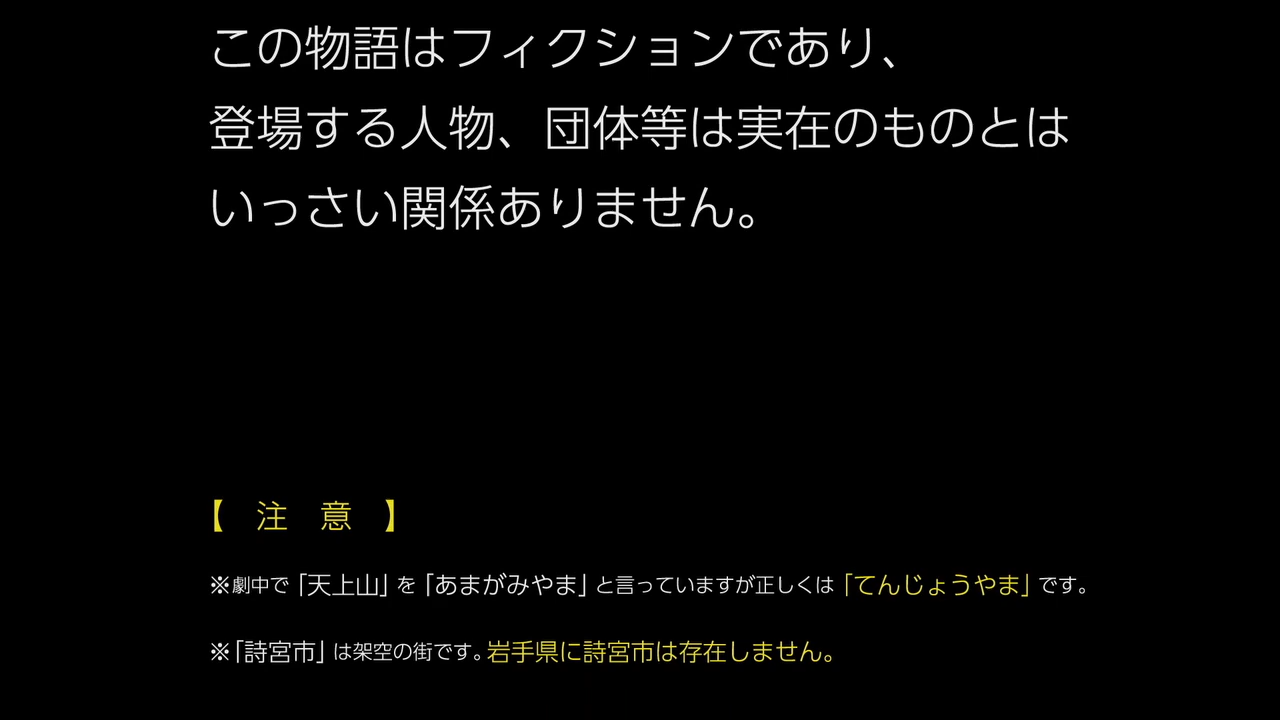 この物語はフィクションであり、
登場する人物、団体等は実在のものとは
いっさい関係ありません。
【　注　意　】
※劇中で「天上山」を「あまがみやま」と言っていますが正しくは「てんじょうやま」です。
※「詩宮市」は架空の街です。岩手県に詩宮市は存在しません。